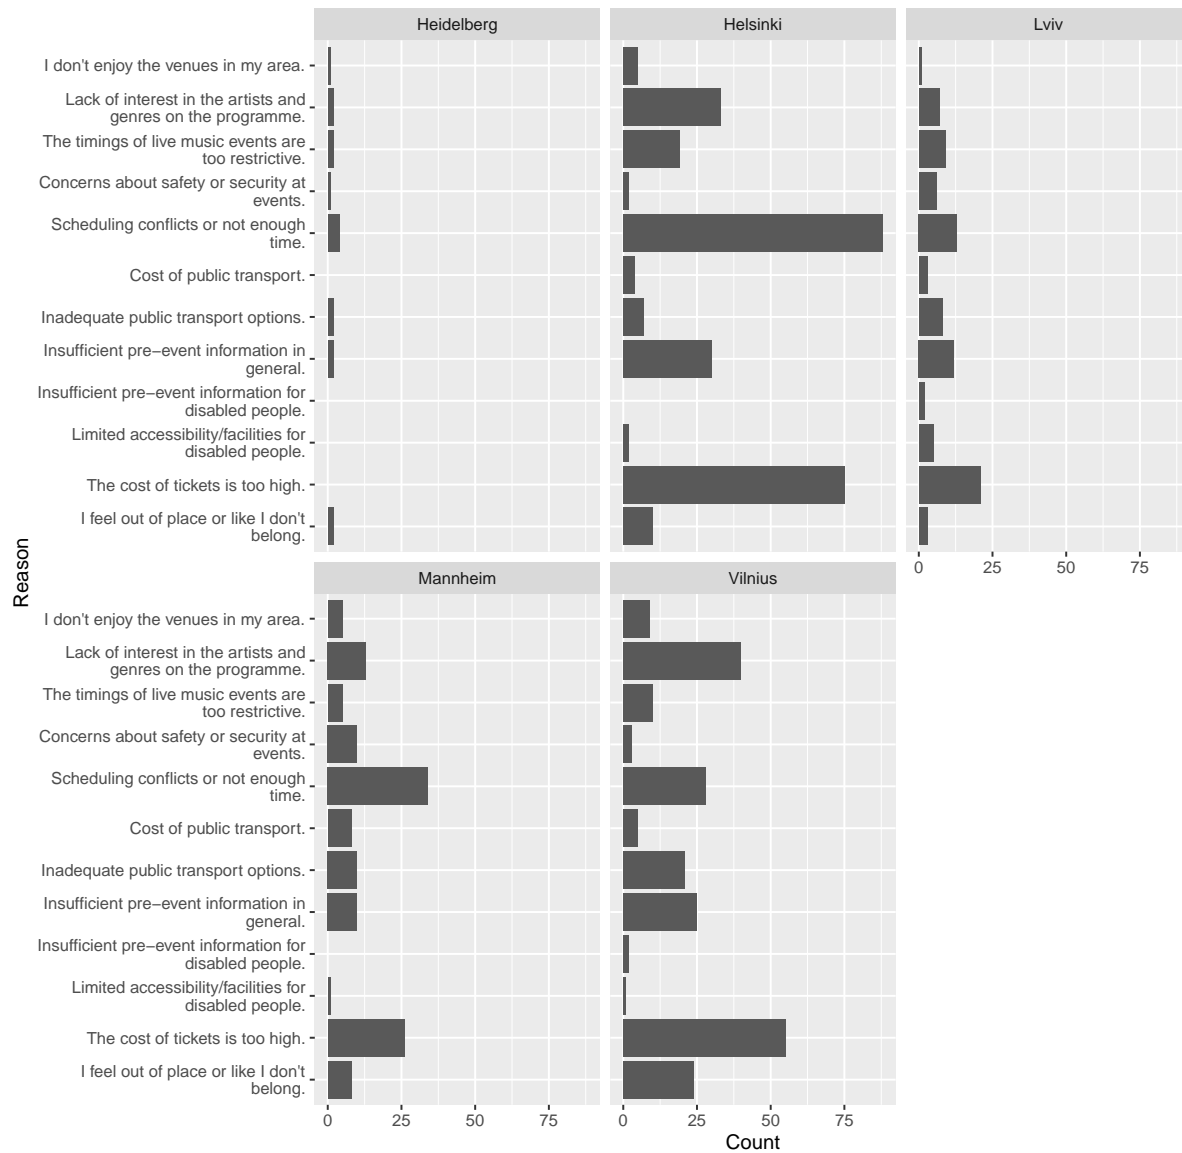 Heidelberg
Helsinki
Lviv
I don't enjoy the venues in my area.
Lack of interest in the artists and
genres on the programme.
The timings of live music events are
too restrictive.
Concerns about safety or security at
events.
Scheduling conflicts or not enough
time.
Cost of public transport.
Inadequate public transport options.
Insufficient pre−event information in
general.
Insufficient pre−event information for
disabled people.
Limited accessibility/facilities for
disabled people.
The cost of tickets is too high.
I feel out of place or like I don't
belong.
0 25 50 75
Reason
Mannheim
Vilnius
I don't enjoy the venues in my area.
Lack of interest in the artists and
genres on the programme.
The timings of live music events are
too restrictive.
Concerns about safety or security at
events.
Scheduling conflicts or not enough
time.
Cost of public transport.
Inadequate public transport options.
Insufficient pre−event information in
general.
Insufficient pre−event information for
disabled people.
Limited accessibility/facilities for
disabled people.
The cost of tickets is too high.
I feel out of place or like I don't
belong.
0 25 50 75
0 25 50 75
Count